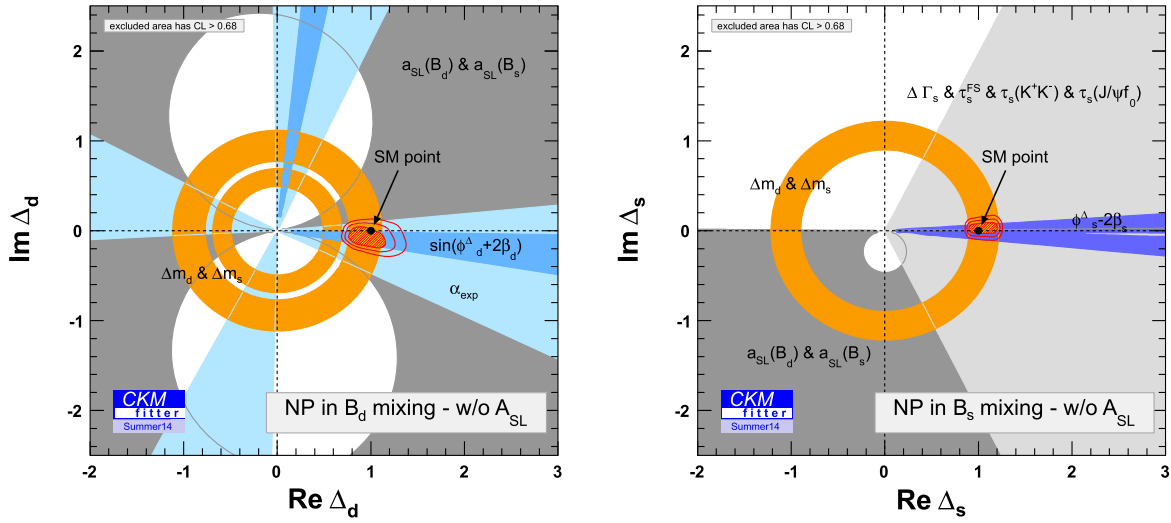 excluded area has CL > 0.68
a_SL(B_d) & a_SL(B_s)
SM point
sin(φ^Δ_d+2β_d)
α_exp
Δm_d & Δm_s
CKM
fitter
Summer14
NP in B_d mixing - w/o A_SL
Im Δ_d
2
1
0
-1
-2
-2 -1 0 1 2 3
Re Δ_d
excluded area has CL > 0.68
Δ Γ_s & τ_s^FS & τ_s(K^+K^-) & τ_s(J/ψf_0)
SM point
Δm_d & Δm_s
φ^Δ_s-2β_s
a_SL(B_d) & a_SL(B_s)
CKM
fitter
Summer14
NP in B_s mixing - w/o A_SL
Im Δ_s
2
1
0
-1
-2
-2 -1 0 1 2 3
Re Δ_s